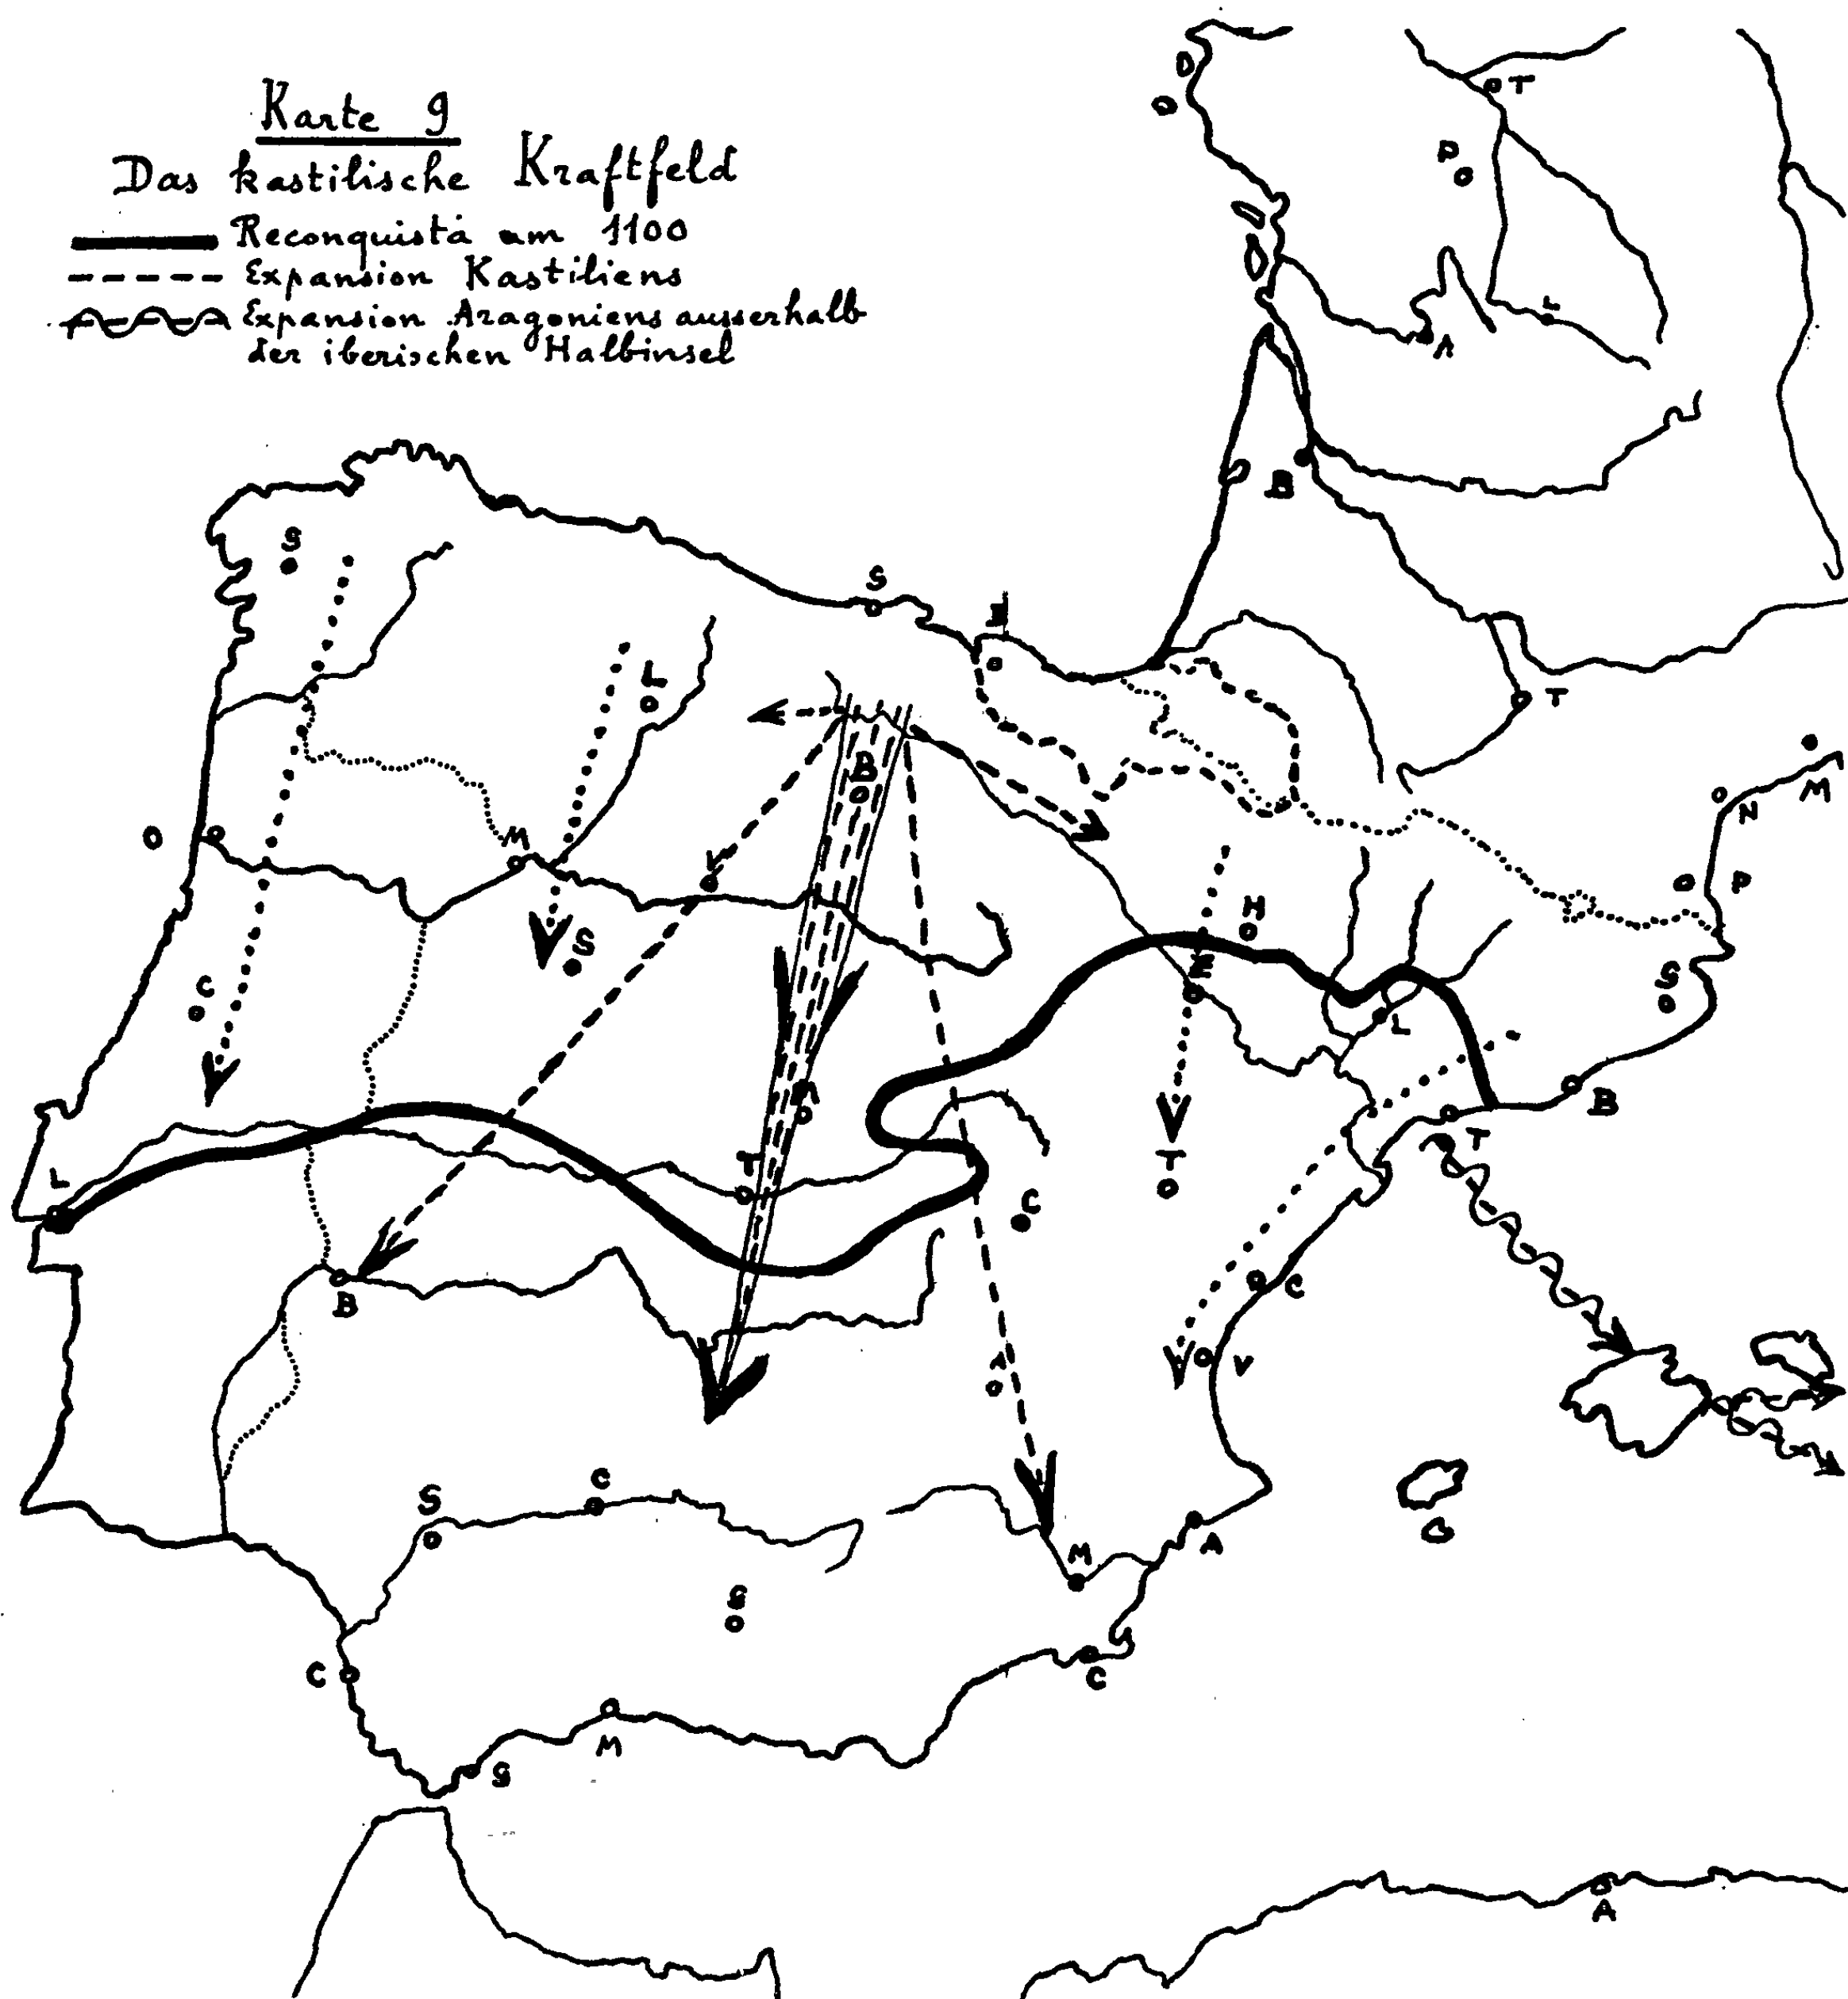 Karte 9
Das kastilische Kraftfeld
Reconquista um 1100
Expansion Kastiliens
Expansion Aragoniens ausserhalb
der iberischen Halbinsel
O
T
P
L
A
B
S
S
L
T
B
M
N
O
M
V
P
H
S
C
S
Z
L
M
B
T
L
T
T
C
C
B
A
V
S
C
M
A
S
C
C
M
S
A